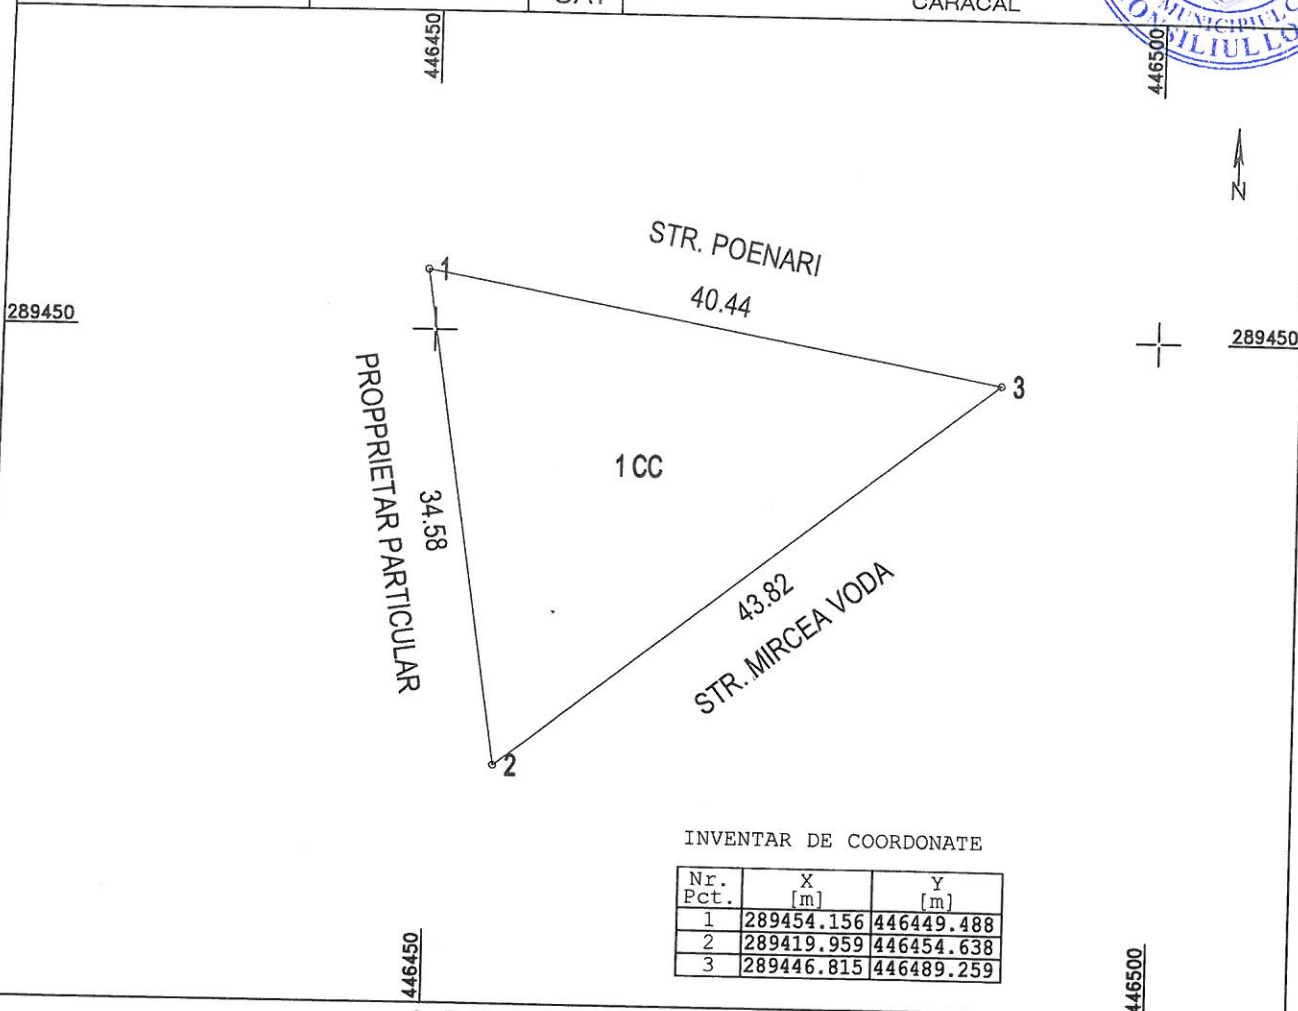 CARACAL
446450
446500
N
STR. POENARI
1
40.44
289450
289450
3
PROPPRIETAR PARTICULAR
34.58
1 CC
43.82
STR. MIRCEA VODA
2
INVENTAR DE COORDONATE
Nr. Pct. X [m] Y [m]
1 289454.156 446449.488
2 289419.959 446454.638
3 289446.815 446489.259
446450
446500